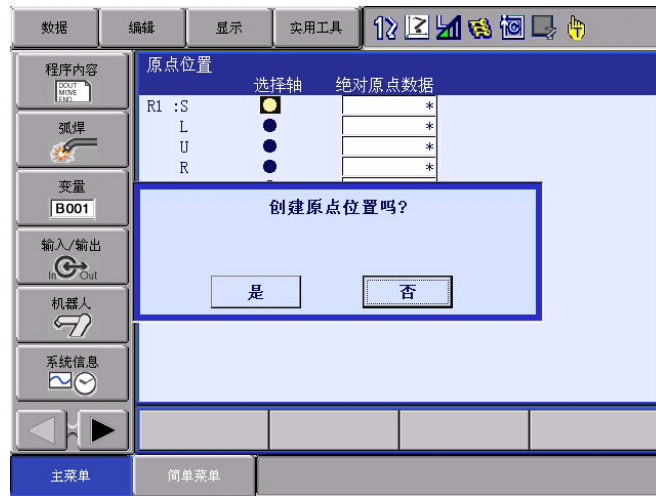 数据 编辑 显示 实用工具
程序内容
DOUT
MOVE
END
弧焊
变量
B001
输入/输出
In Out
机器人
系统信息
原点位置
选择轴 绝对原点数据
R1 :S *
L *
U *
R *
创建原点位置吗?
是 否
主菜单 简单菜单